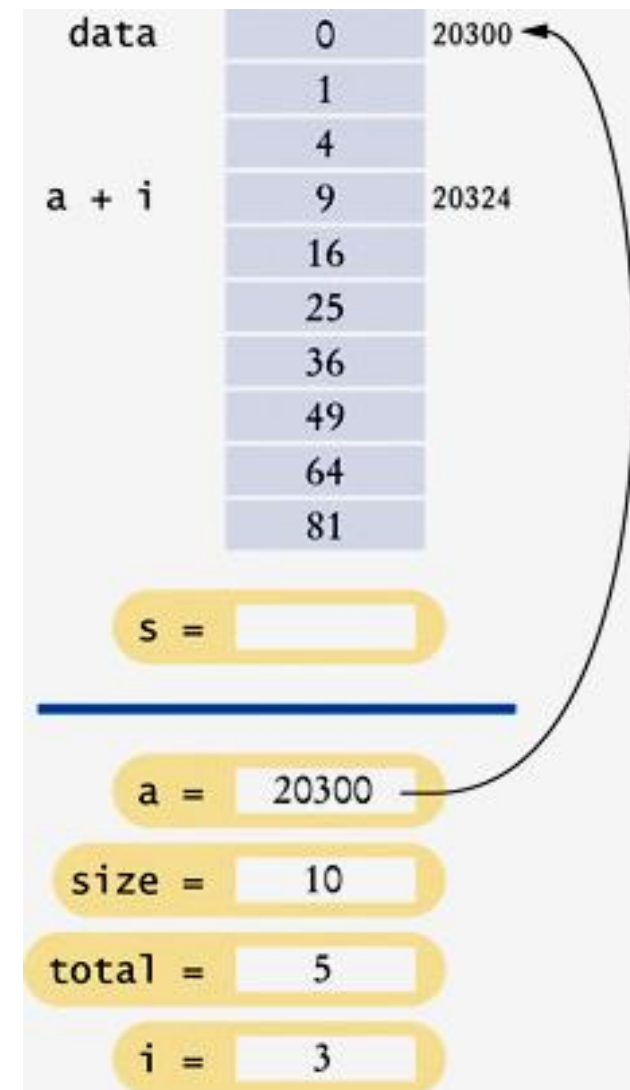 data 0 20300
1
4
a + i 9 20324
16
25
36
49
64
81
s =
a = 20300
size = 10
total = 5
i = 3